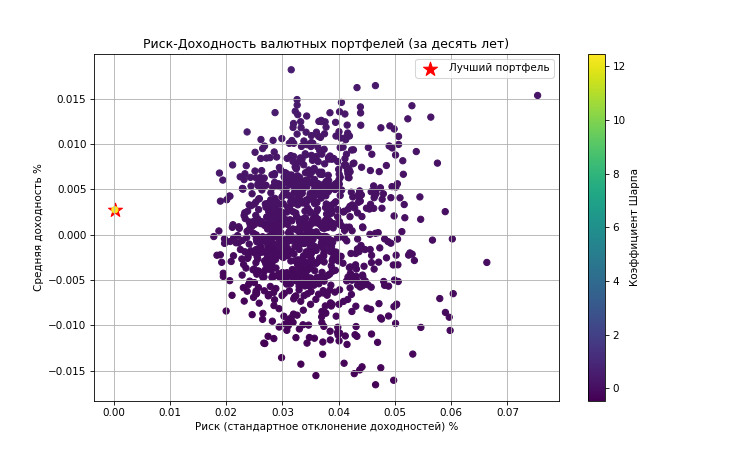 Риск-Доходность валютных портфелей (за десять лет)
Лучший портфель
Средняя доходность %
0.015
0.010
0.005
0.000
−0.005
−0.010
−0.015
0.00 0.01 0.02 0.03 0.04 0.05 0.06 0.07
Риск (стандартное отклонение доходностей) %
12
10
8
6
4
2
0
Коэффициент Шарпа